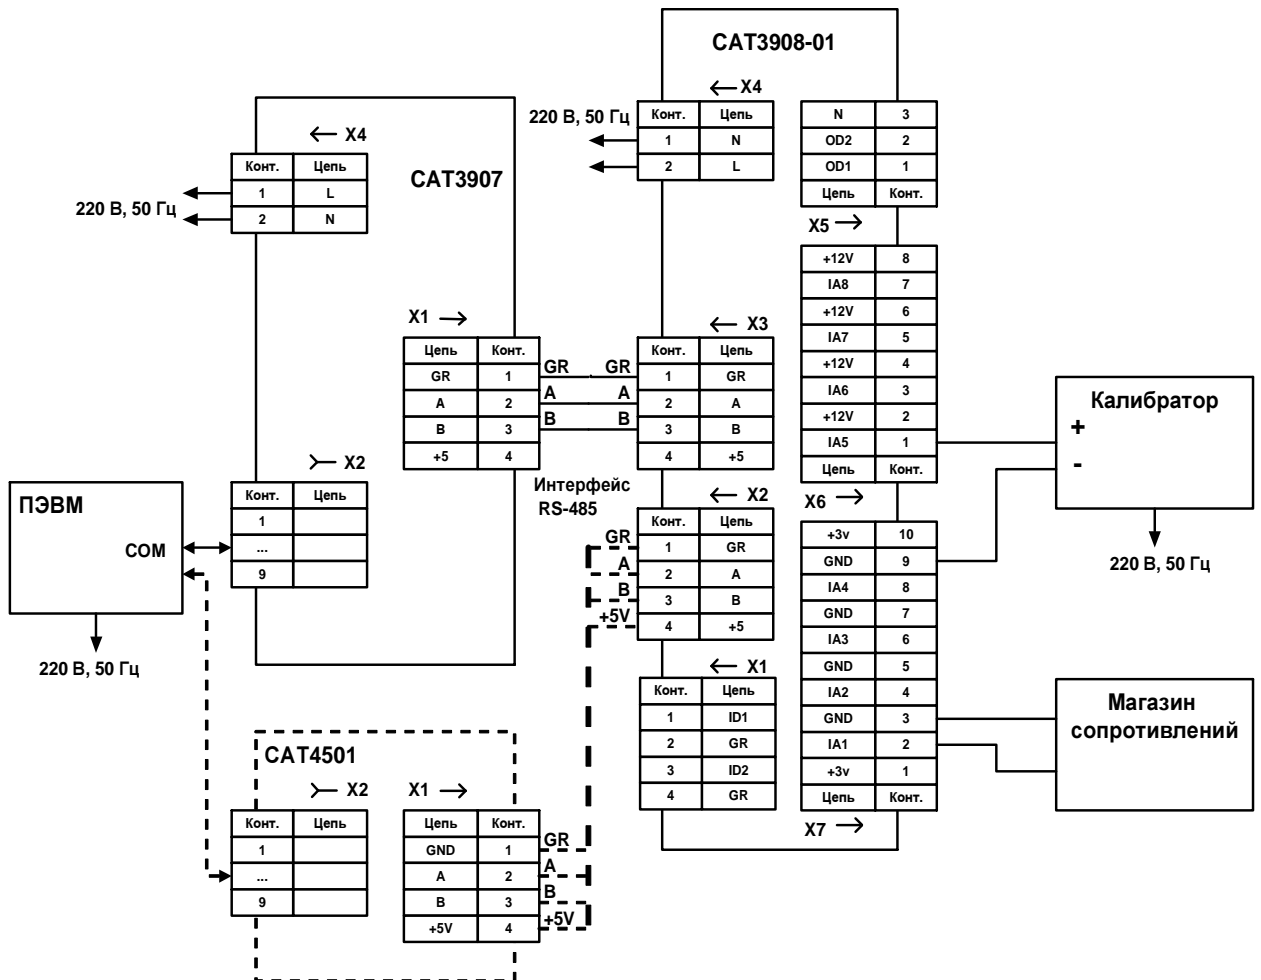 САТ3908-01
X4
Конт. Цепь
1 N
2 L
220 В, 50 Гц
N 3
OD2 2
OD1 1
Цепь Конт.
X5
САТ3907
X4
Конт. Цепь
1 L
2 N
220 В, 50 Гц
+12V 8
IA8 7
+12V 6
IA7 5
+12V 4
IA6 3
+12V 2
IA5 1
Цепь Конт.
X6
X1
Цепь Конт.
GR 1
A 2
B 3
+5 4
GR GR
A A
B B
X3
Конт. Цепь
1 GR
2 A
3 B
4 +5
Калибратор
+
-
220 В, 50 Гц
X2
Конт. Цепь
1
...
9
ПЭВМ
COM
220 В, 50 Гц
Интерфейс
RS-485
X2
Конт. Цепь
1 GR
2 A
3 B
4 +5
GR
A
B
+5V
+3v 10
GND 9
IA4 8
GND 7
IA3 6
GND 5
IA2 4
GND 3
IA1 2
+3v 1
Цепь Конт.
X7
X1
Конт. Цепь
1 ID1
2 GR
3 ID2
4 GR
Магазин
сопротивлений
САТ4501
X2
Конт. Цепь
1
...
9
X1
Цепь Конт.
GND 1
A 2
B 3
+5V 4
GR
A
B
+5V